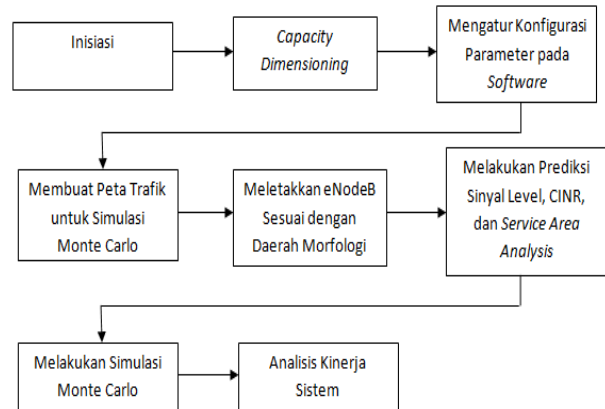 Inisiasi
Capacity
Dimensioning
Mengatur Konfigurasi
Parameter pada
Software
Membuat Peta Trafik
untuk Simulasi
Monte Carlo
Meletakkan eNodeB
Sesuai dengan
Daerah Morfologi
Melakukan Prediksi
Sinyal Level, CINR,
dan Service Area
Analysis
Melakukan Simulasi
Monte Carlo
Analisis Kinerja
Sistem